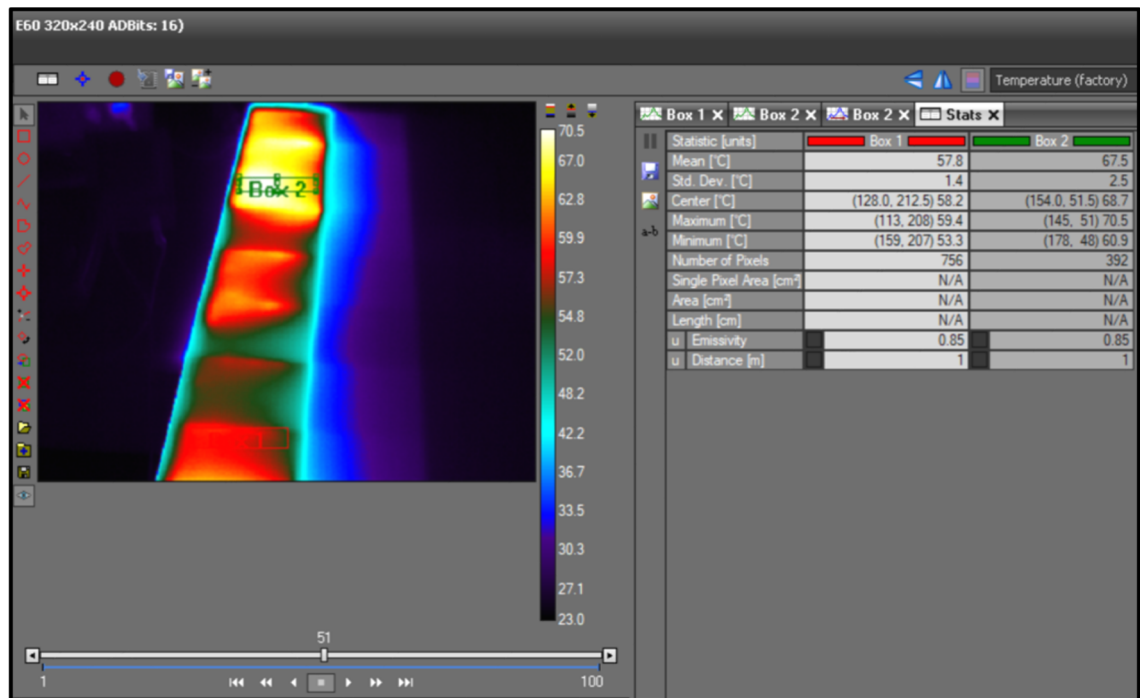 E60 320x240 ADBits: 16)
Temperature (factory)
Box 1 Box 2 Box 2 Stats
Statistic [units] Box 1 Box 2
Mean [°C] 57.8 67.5
Std. Dev. [°C] 1.4 2.5
Center [°C] (128.0, 212.5) 58.2 (154.0, 51.5) 68.7
Maximum [°C] (113, 208) 59.4 (145, 51) 70.5
Minimum [°C] (159, 207) 53.3 (178, 48) 60.9
Number of Pixels 756 392
Single Pixel Area [cm²] N/A N/A
Area [cm²] N/A N/A
Length [cm] N/A N/A
u Emissivity 0.85 0.85
u Distance [m] 1 1
a-b
Box 2
70.5
67.0
62.8
59.9
57.3
54.8
52.0
48.2
42.2
36.7
33.5
30.3
27.1
23.0
51
1 100